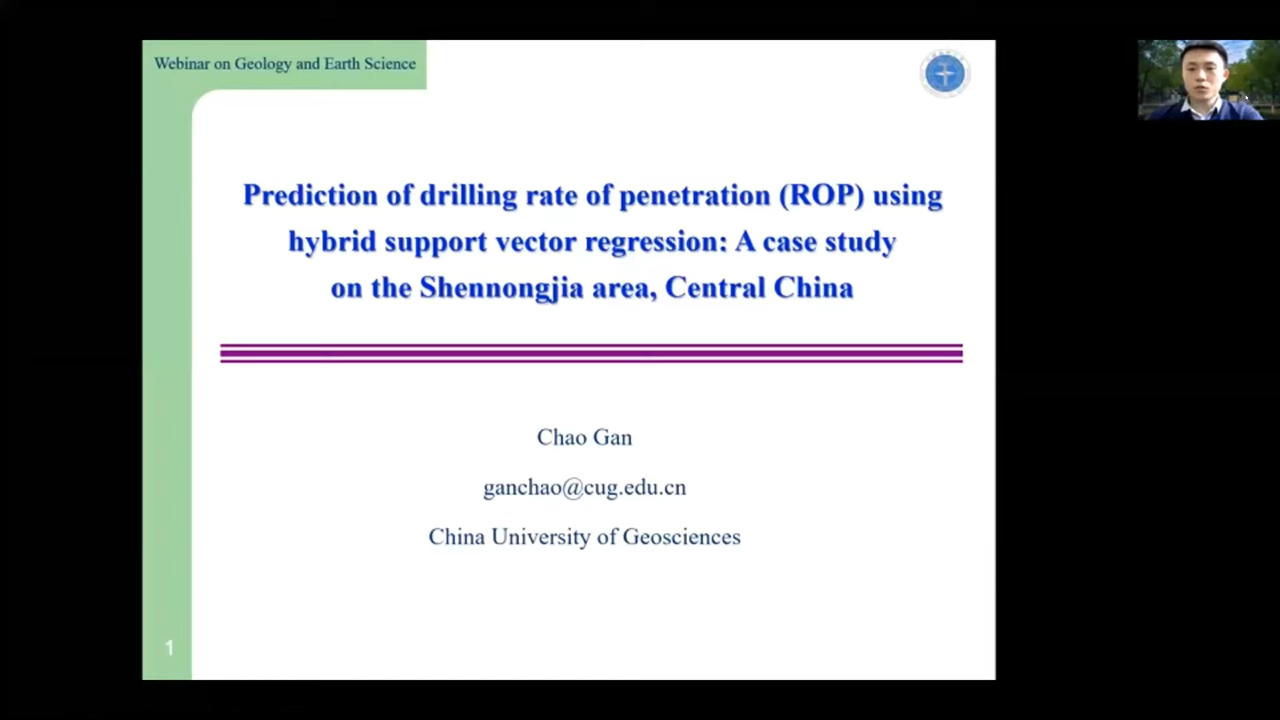 Webinar on Geology and Earth Science
Prediction of drilling rate of penetration (ROP) using
hybrid support vector regression: A case study
on the Shennongjia area, Central China
Chao Gan
ganchao@cug.edu.cn
China University of Geosciences
1